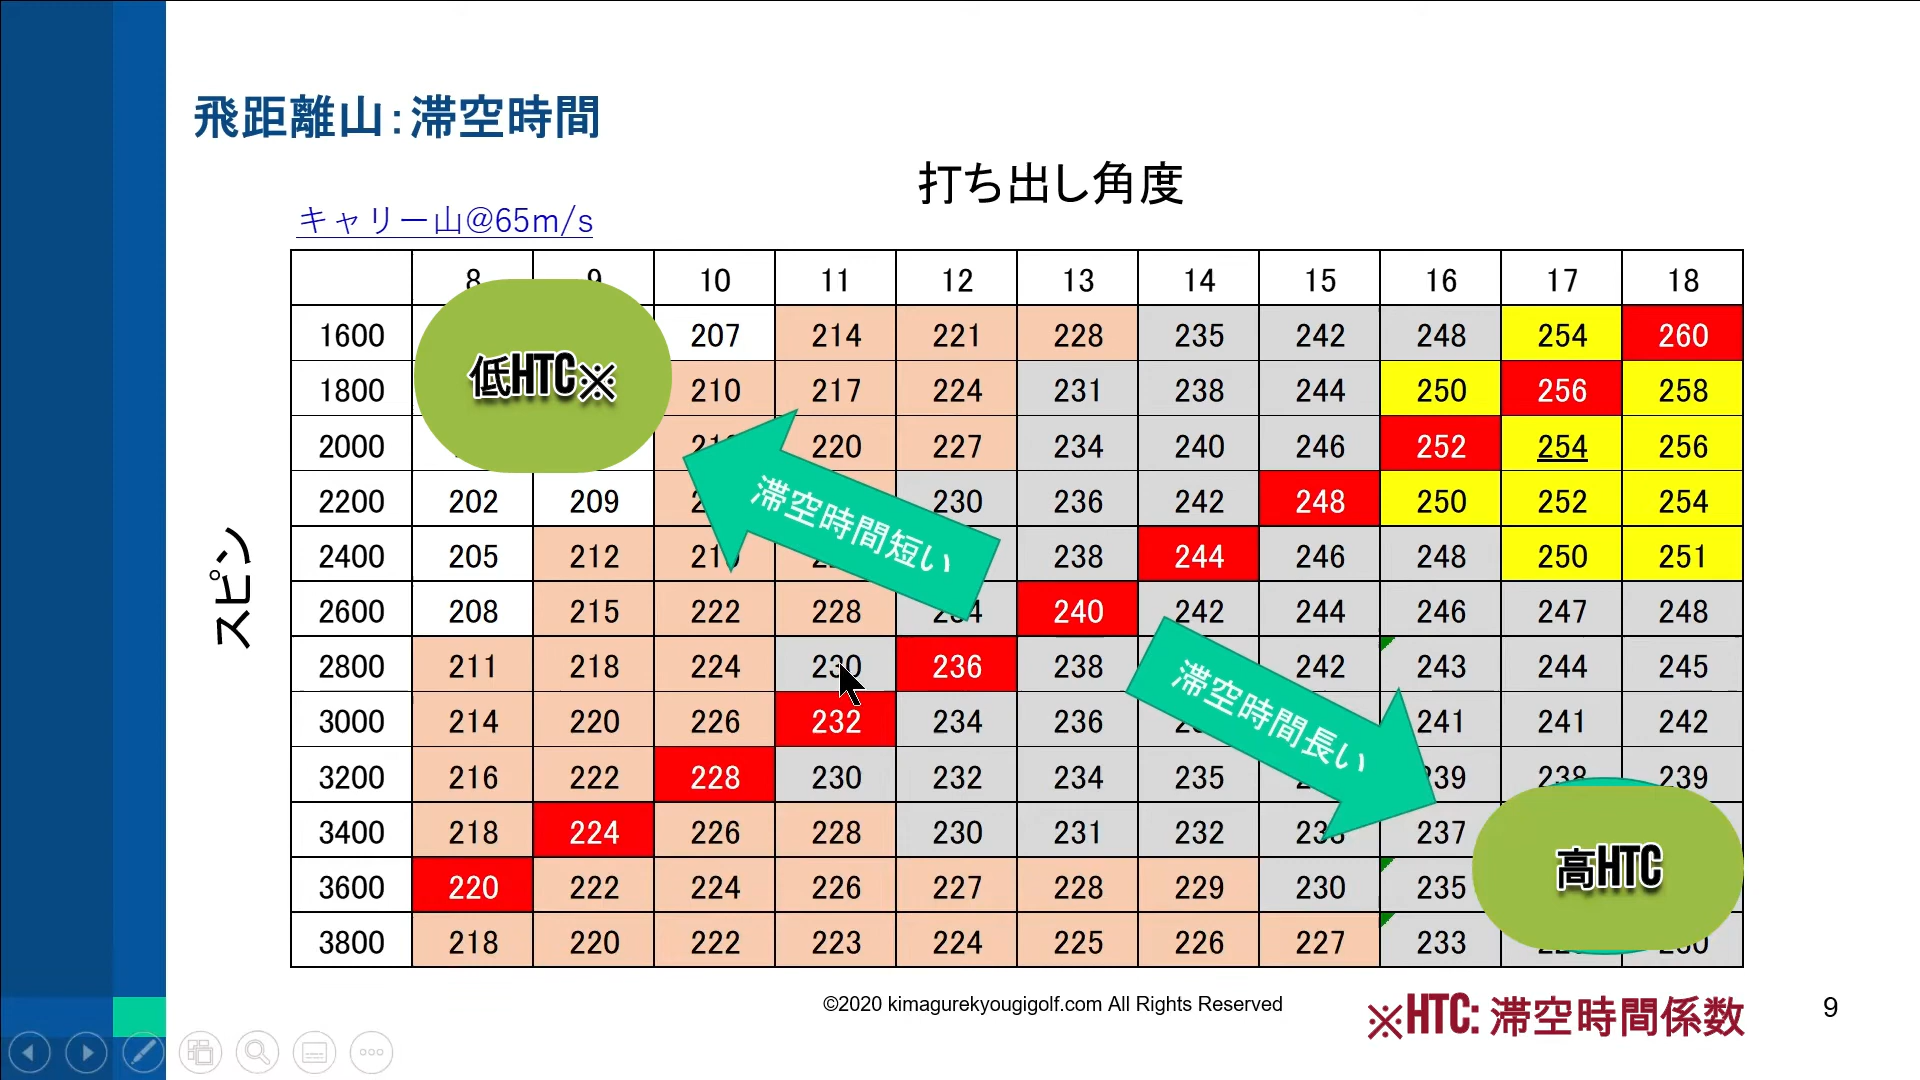 飛距離山：滞空時間
打ち出し角度
キャリー山@65m/s
8 9 10 11 12 13 14 15 16 17 18
1600 207 214 221 228 235 242 248 254 260
低HTC※
1800 210 217 224 231 238 244 250 256 258
2000 220 227 234 240 246 252 254 256
2200 202 209 230 236 242 248 250 252 254
滞空時間短い
2400 205 212 238 244 246 248 250 251
スピン
2600 208 215 222 228 240 242 244 246 247 248
2800 211 218 224 230 236 238 242 243 244 245
滞空時間長い
3000 214 220 226 232 234 236 241 241 242
3200 216 222 228 230 232 234 235 239 238 239
3400 218 224 226 228 230 231 232 237
高HTC
3600 220 222 224 226 227 228 229 230 235
3800 218 220 222 223 224 225 226 227 233
©2020 kimagurekyougigolf.com All Rights Reserved
※HTC: 滞空時間係数
9